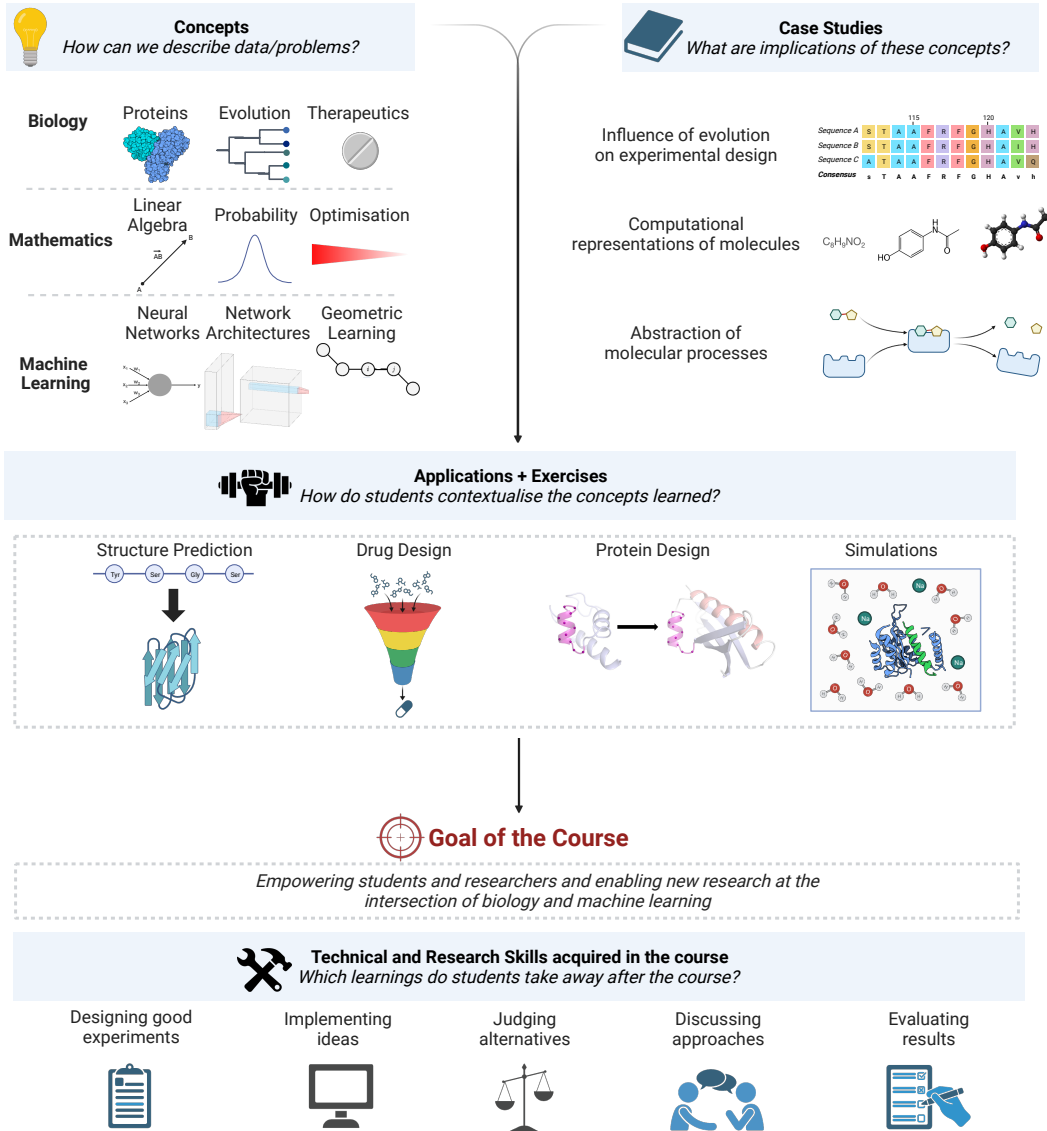 Concepts
How can we describe data/problems?
Case Studies
What are implications of these concepts?
Biology
Proteins
Evolution
Therapeutics
Mathematics
Linear
Algebra
Probability
Optimisation
A
B
AB
Machine
Learning
Neural
Networks
Network
Architectures
Geometric
Learning
y
i
j
Influence of evolution
on experimental design
115 120
Sequence A S T A A F R F G H A V H
Sequence B S T A A F R F G H A I H
Sequence C A T A A F R F G H A V Q
Consensus s T A A F R F G H A v h
Computational
representations of molecules
C₈H₉NO₂
HO
H
N
O
Abstraction of
molecular processes
Applications + Exercises
How do students contextualise the concepts learned?
Structure Prediction
Tyr Ser Gly Ser
Drug Design
Protein Design
Simulations
Na
Na
Na
Goal of the Course
Empowering students and researchers and enabling new research at the
intersection of biology and machine learning
Technical and Research Skills acquired in the course
Which learnings do students take away after the course?
Designing good
experiments
Implementing
ideas
Judging
alternatives
Discussing
approaches
Evaluating
results